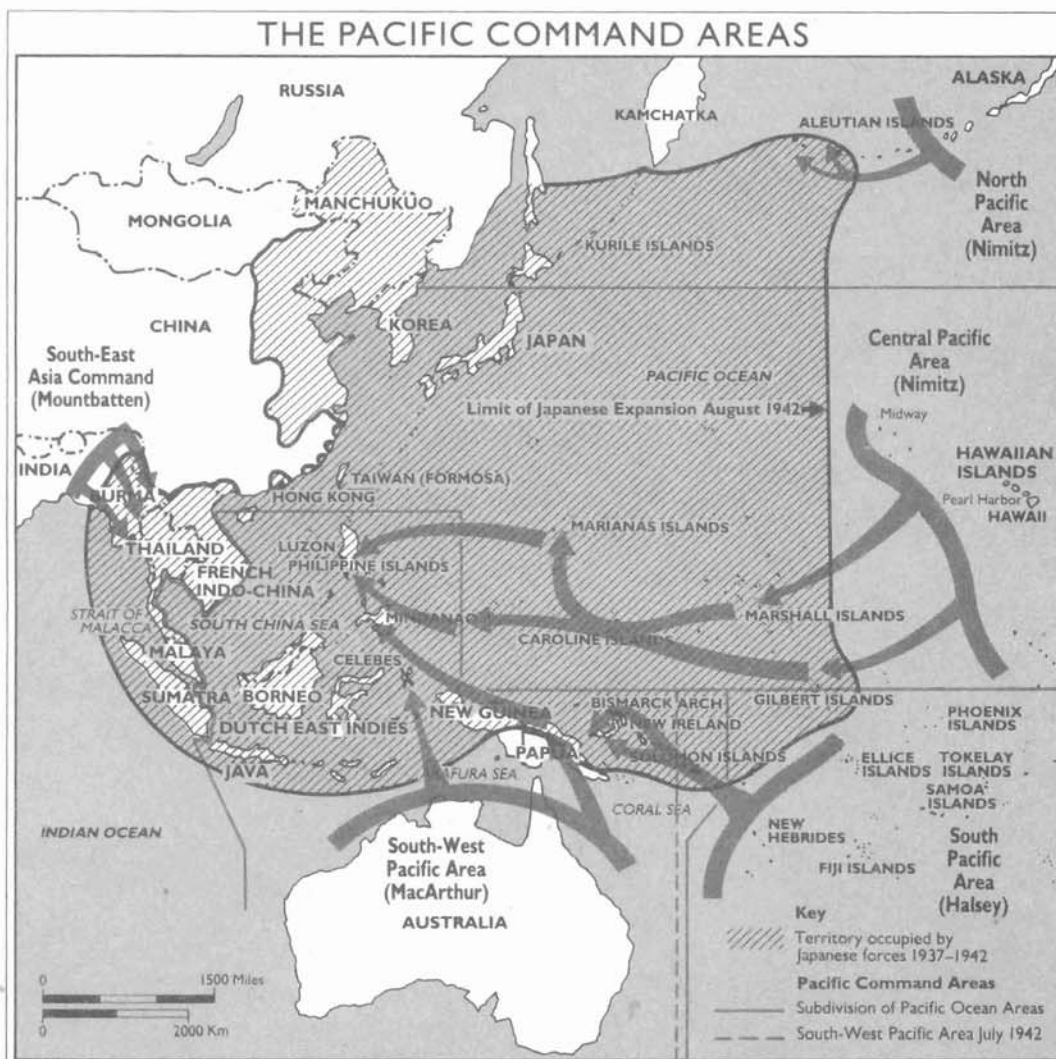 THE PACIFIC COMMAND AREAS
RUSSIA
ALASKA
KAMCHATKA
ALEUTIAN ISLANDS
MONGOLIA
MANCHUKUO
North
Pacific
Area
(Nimitz)
KURILE ISLANDS
CHINA
KOREA
JAPAN
South-East
Asia Command
(Mountbatten)
Central Pacific
Area
(Nimitz)
PACIFIC OCEAN
Limit of Japanese Expansion August 1942
Midway
INDIA
HAWAIIAN
ISLANDS
BURMA
TAIWAN (FORMOSA)
HONG KONG
Pearl Harbor
HAWAII
MARIANAS ISLANDS
THAILAND
LUZON
PHILIPPINE ISLANDS
FRENCH
INDO-CHINA
STRAIT OF
MALACCA
SOUTH CHINA SEA
MINDANAO
MARSHALL ISLANDS
CAROLINE ISLANDS
MALAYA
CELEBES
SUMATRA
BORNEO
GILBERT ISLANDS
DUTCH EAST INDIES
NEW GUINEA
BISMARCK ARCH
NEW IRELAND
PHOENIX
ISLANDS
PAPUA
SOLOMON ISLANDS
JAVA
ARAFURA SEA
ELLICE
ISLANDS
TOKELAY
ISLANDS
SAMOA
ISLANDS
CORAL SEA
INDIAN OCEAN
NEW
HEBRIDES
FIJI ISLANDS
South-West
Pacific Area
(MacArthur)
AUSTRALIA
South
Pacific
Area
(Halsey)
Key
Territory occupied by
Japanese forces 1937–1942
Pacific Command Areas
Subdivision of Pacific Ocean Areas
South-West Pacific Area July 1942
0 1500 Miles
0 2000 Km